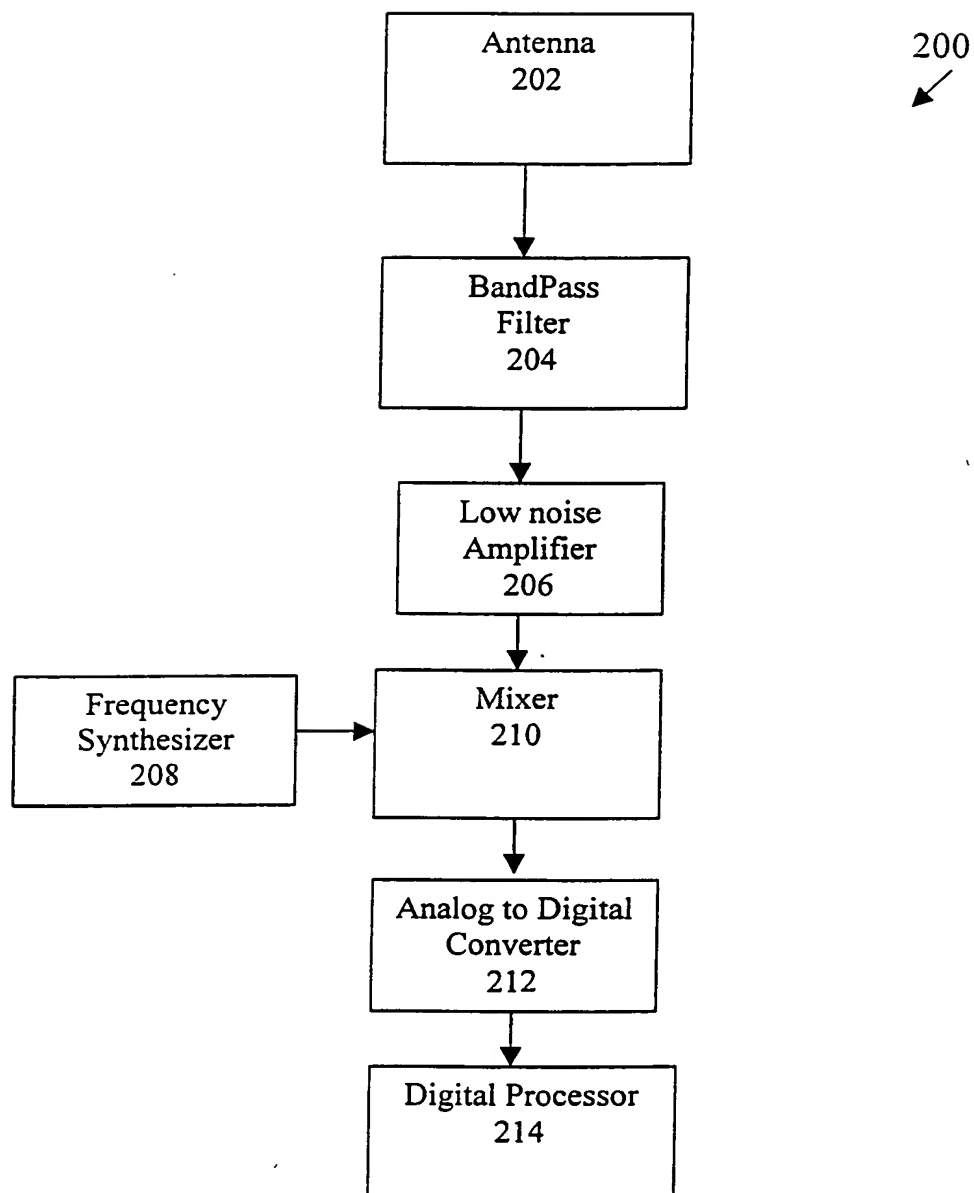 Antenna
202
200
BandPass
Filter
204
Low noise
Amplifier
206
Frequency
Synthesizer
208
Mixer
210
Analog to Digital
Converter
212
Digital Processor
214